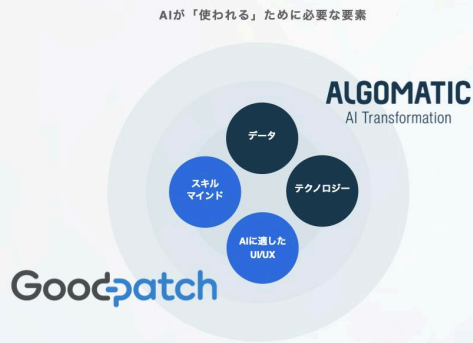 AIが「使われる」ために必要な要素
ALGOMATIC
AI Transformation
データ
スキル
マインド
テクノロジー
AIに適した
UI/UX
Goodpatch